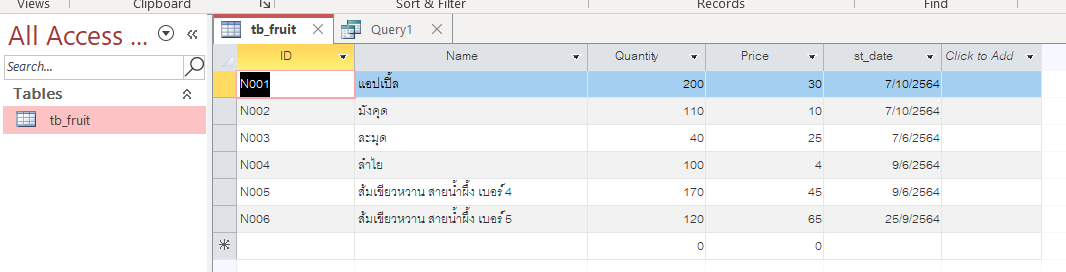 Views Clipboard Sort & Filter Records Find
All Access ... «
Search...
Tables
tb_fruit
tb_fruit Query1
ID Name Quantity Price st_date Click to Add
N001 แอปเปิ้ล 200 30 7/10/2564
N002 มังคุด 110 10 7/10/2564
N003 ละมุด 40 25 7/6/2564
N004 ลำไย 100 4 9/6/2564
N005 ส้มเขียวหวาน สายน้ำผึ้ง เบอร์ 4 170 45 9/6/2564
N006 ส้มเขียวหวาน สายน้ำผึ้ง เบอร์ 5 120 65 25/9/2564
0 0